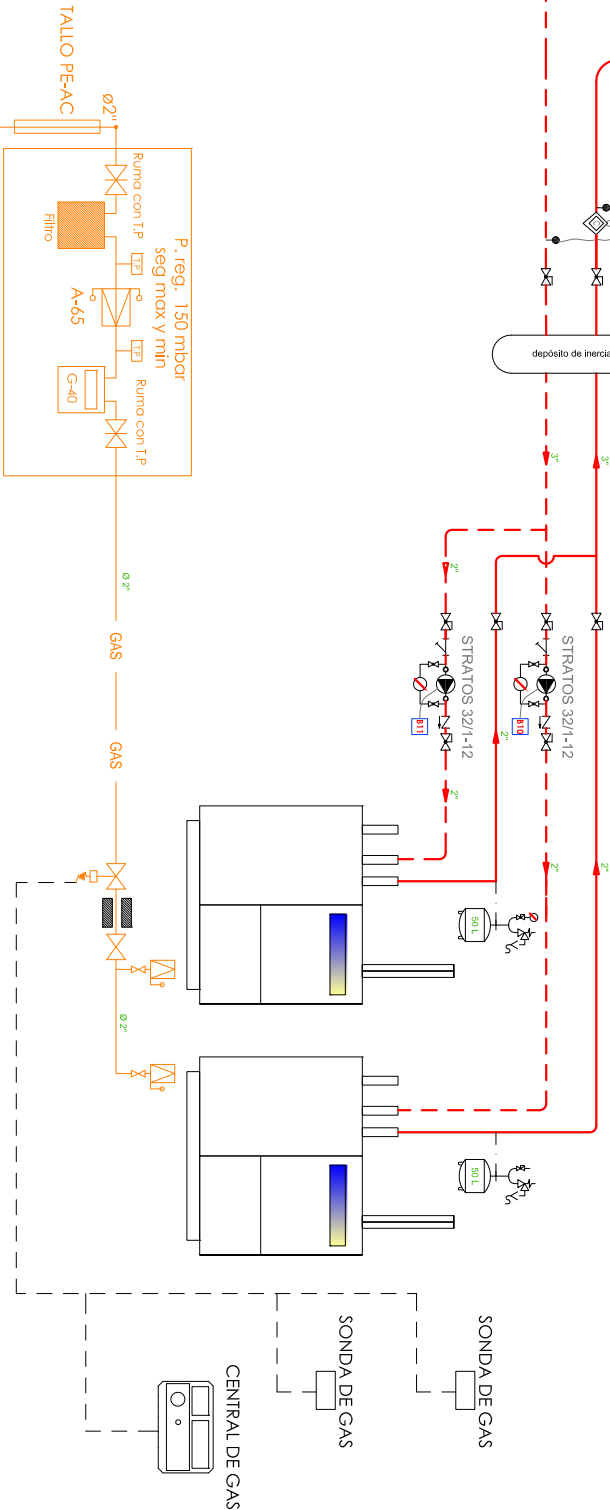 TALLO PE-AC
Ø2"
Ruma con T.P
Filtro
T.P
P. reg. 150 mbar
seg max y min
A-65
T.P
G-40
Ruma con T.P
Ø 2"
GAS
GAS
Ø 2"
depósito de inercia
3"
3"
2"
STRATOS 32/1-12
B11
2"
2"
STRATOS 32/1-12
B10
2"
2"
50 L
50 L
SONDA DE GAS
SONDA DE GAS
CENTRAL DE GAS